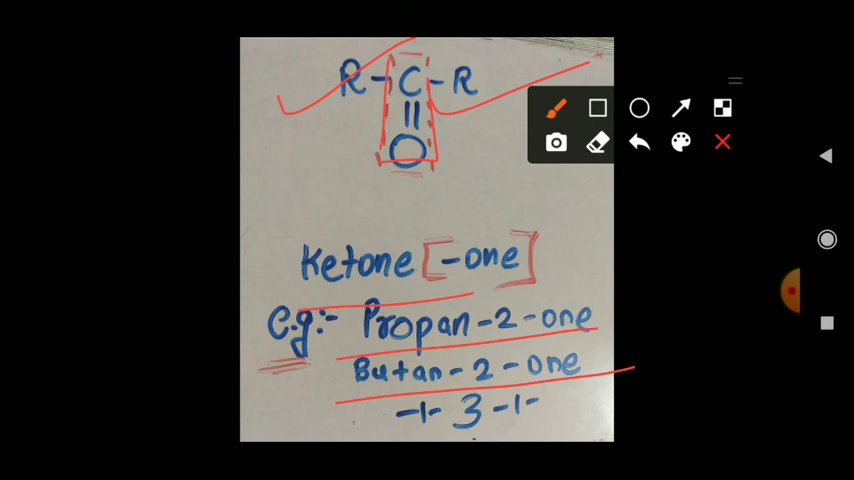 R-C-R
||
O
Ketone [-one]
e.g:- Propan-2-one
Butan-2-one
-1- 3 -1-